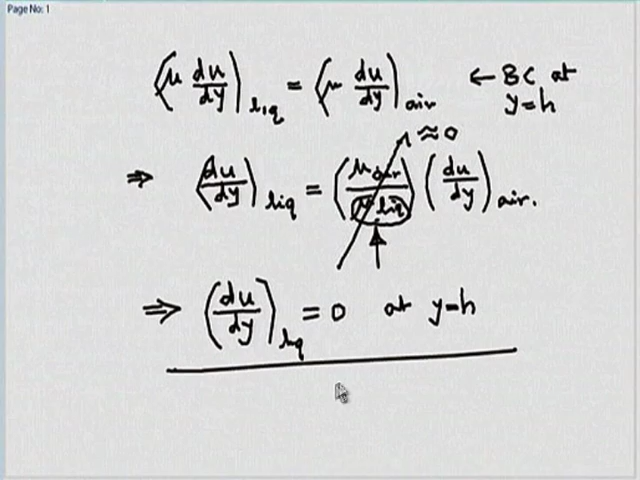 Page No: 1
(μ du/dy)liq = (μ du/dy)air ← BC at y=h
≈0
⇒ (du/dy)liq = (μair/μliq) (du/dy)air.
⇒ (du/dy)liq = 0 at y=h